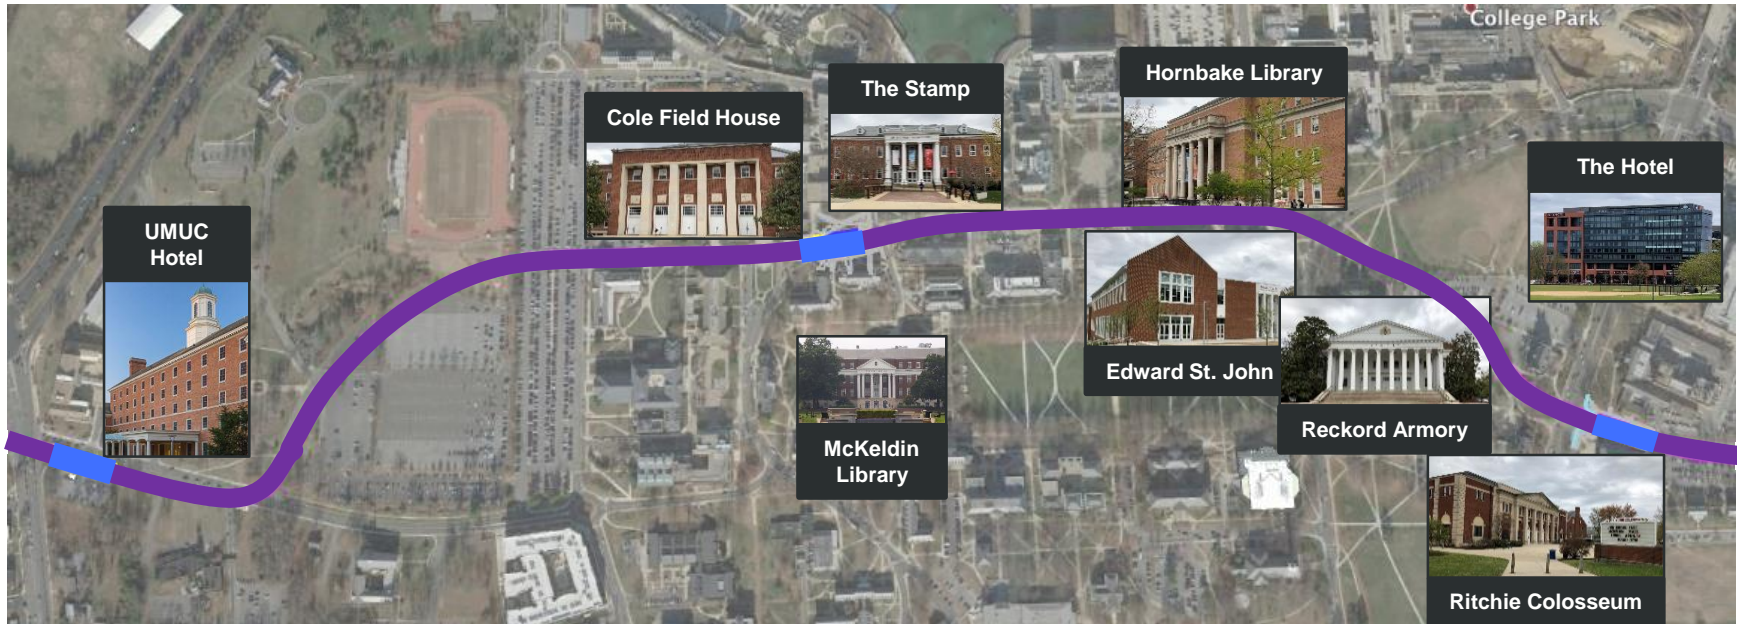 College Park
Hornbake Library
The Stamp
Cole Field House
The Hotel
UMUC
Hotel
Edward St. John
Reckord Armory
McKeldin
Library
Ritchie Colosseum